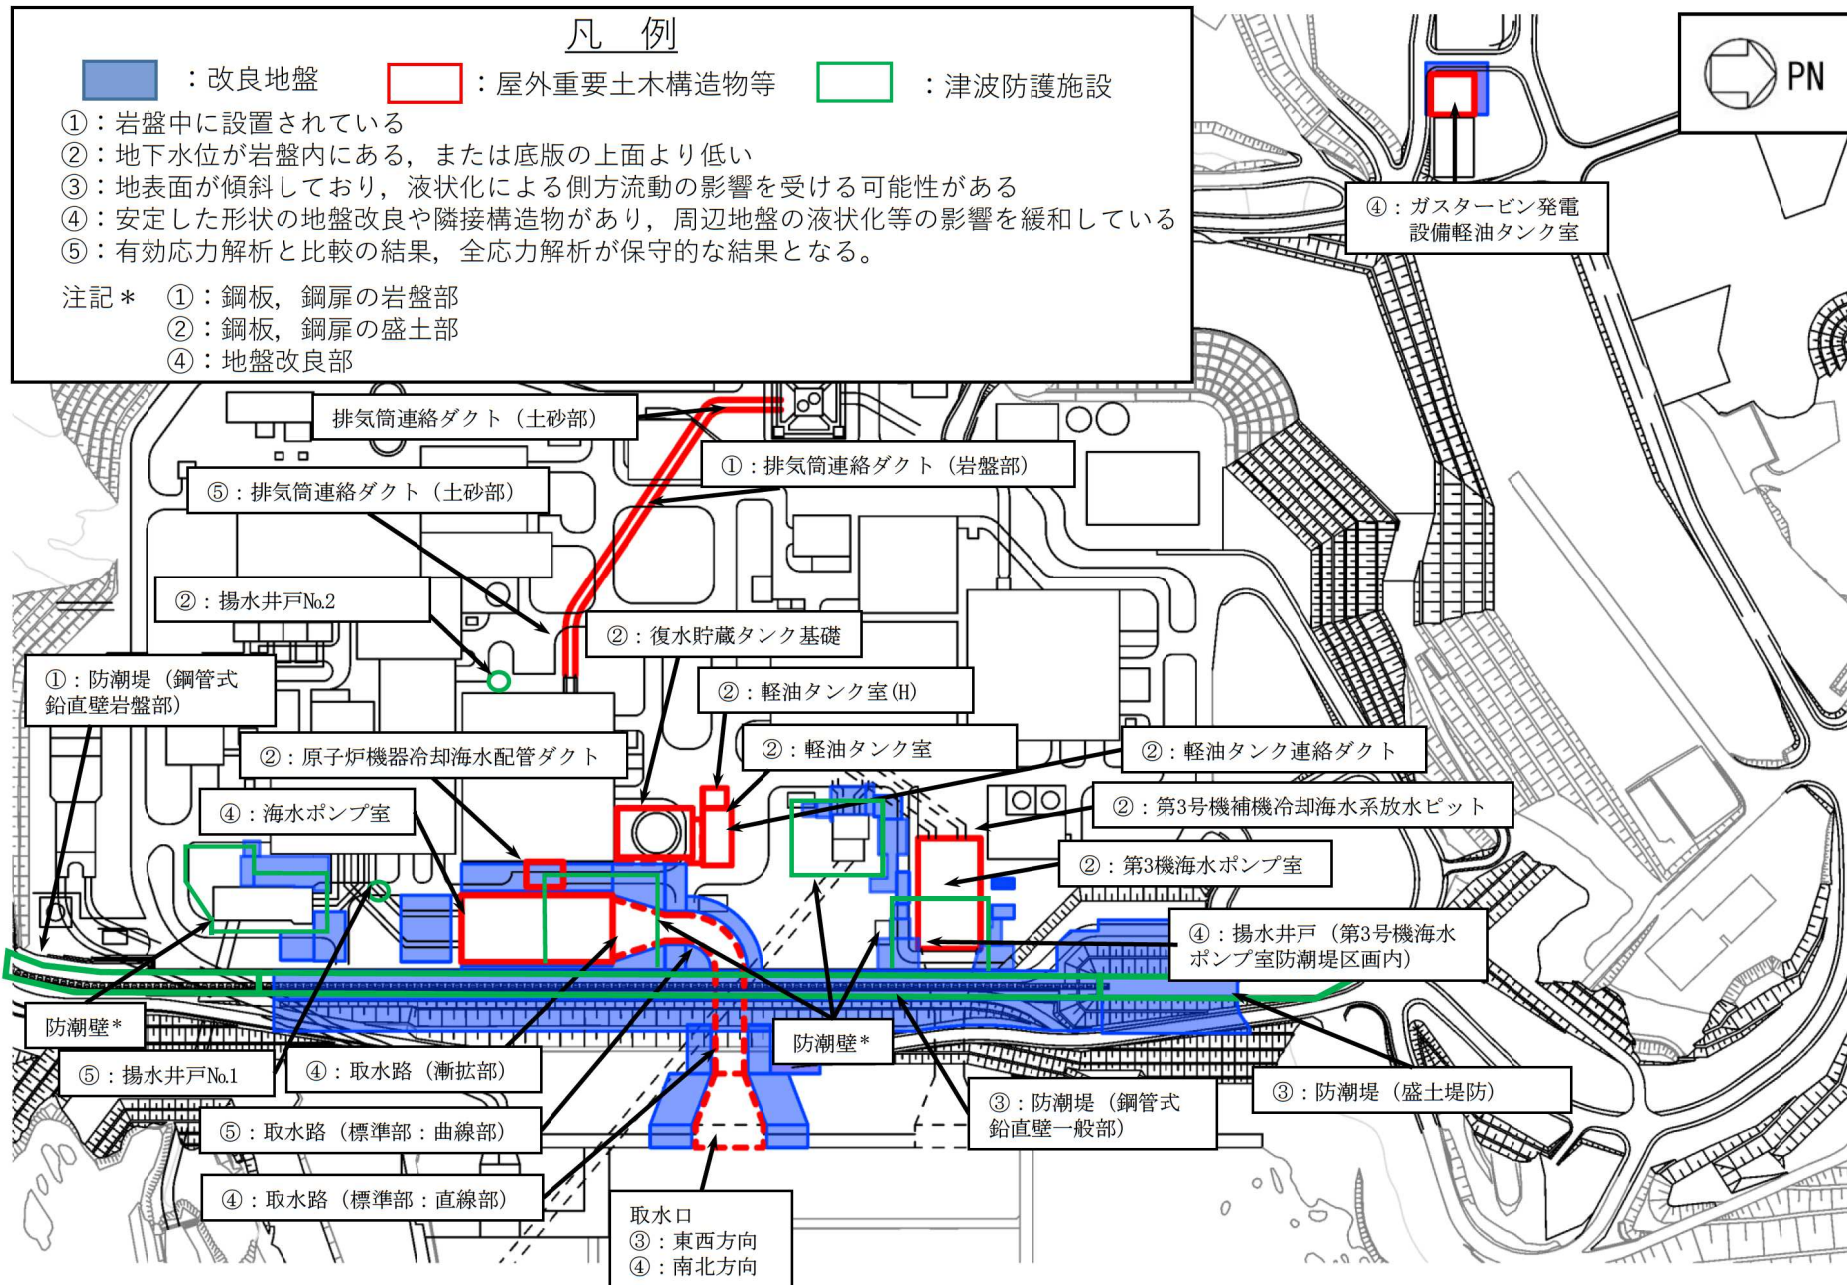 凡　例
：改良地盤
：屋外重要土木構造物等
：津波防護施設
①：岩盤中に設置されている
②：地下水位が岩盤内にある，または底版の上面より低い
③：地表面が傾斜しており，液状化による側方流動の影響を受ける可能性がある
④：安定した形状の地盤改良や隣接構造物があり，周辺地盤の液状化等の影響を緩和している
⑤：有効応力解析と比較の結果，全応力解析が保守的な結果となる。
注記＊　①：鋼板，鋼扉の岩盤部
②：鋼板，鋼扉の盛土部
④：地盤改良部
PN
④：ガスタービン発電
設備軽油タンク室
排気筒連絡ダクト（土砂部）
①：排気筒連絡ダクト（岩盤部）
⑤：排気筒連絡ダクト（土砂部）
②：揚水井戸№2
②：復水貯蔵タンク基礎
①：防潮堤（鋼管式
鉛直壁岩盤部）
②：軽油タンク室(H)
②：原子炉機器冷却海水配管ダクト
②：軽油タンク室
②：軽油タンク連絡ダクト
④：海水ポンプ室
②：第3号機補機冷却海水系放水ピット
②：第3機海水ポンプ室
④：揚水井戸（第3号機海水
ポンプ室防潮堤区画内）
防潮壁＊
防潮壁＊
⑤：揚水井戸№1
④：取水路（漸拡部）
③：防潮堤（盛土堤防）
③：防潮堤（鋼管式
鉛直壁一般部）
⑤：取水路（標準部：曲線部）
④：取水路（標準部：直線部）
取水口
③：東西方向
④：南北方向